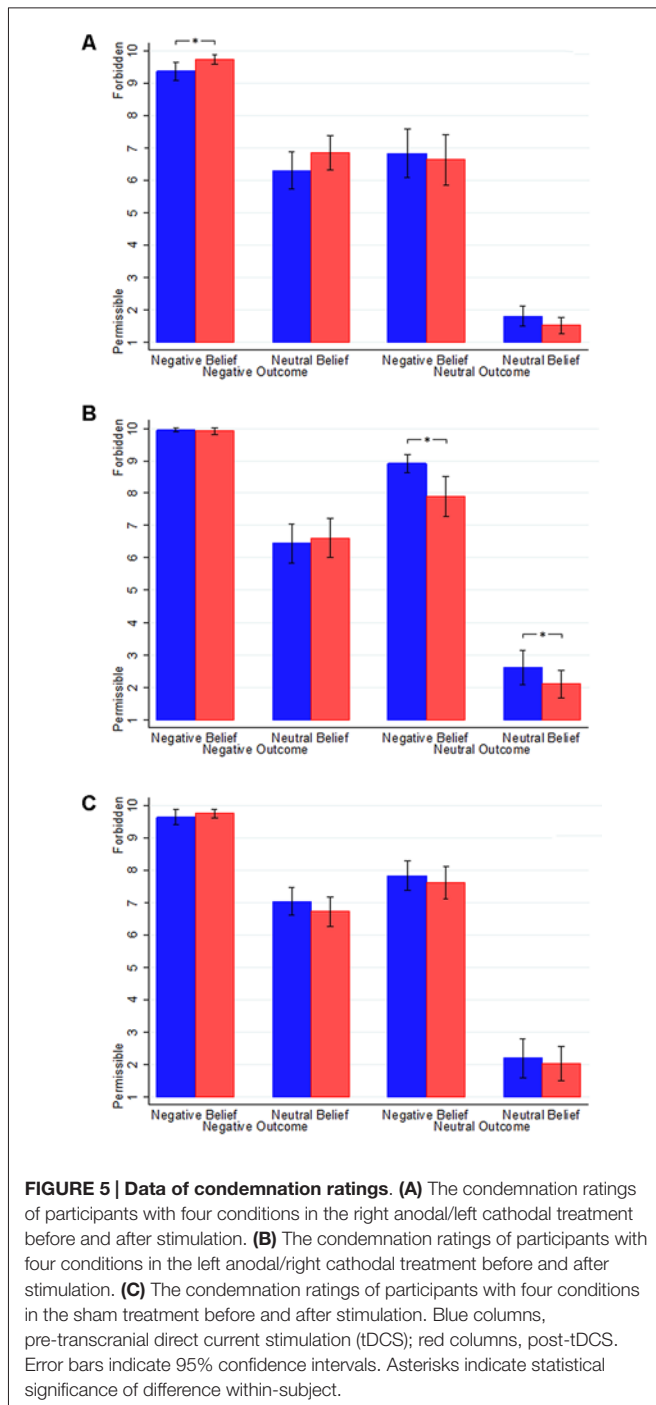 A
Forbidden
10
9
8
7
6
5
4
3
2
1
Permissible
*
Negative Belief Neutral Belief Negative Belief Neutral Belief
Negative Outcome Neutral Outcome
B
Forbidden
10
9
8
7
6
5
4
3
2
1
Permissible
*
*
Negative Belief Neutral Belief Negative Belief Neutral Belief
Negative Outcome Neutral Outcome
C
Forbidden
10
9
8
7
6
5
4
3
2
1
Permissible
Negative Belief Neutral Belief Negative Belief Neutral Belief
Negative Outcome Neutral Outcome
FIGURE 5 | Data of condemnation ratings. (A) The condemnation ratings
of participants with four conditions in the right anodal/left cathodal treatment
before and after stimulation. (B) The condemnation ratings of participants with
four conditions in the left anodal/right cathodal treatment before and after
stimulation. (C) The condemnation ratings of participants with four conditions
in the sham treatment before and after stimulation. Blue columns,
pre-transcranial direct current stimulation (tDCS); red columns, post-tDCS.
Error bars indicate 95% confidence intervals. Asterisks indicate statistical
significance of difference within-subject.